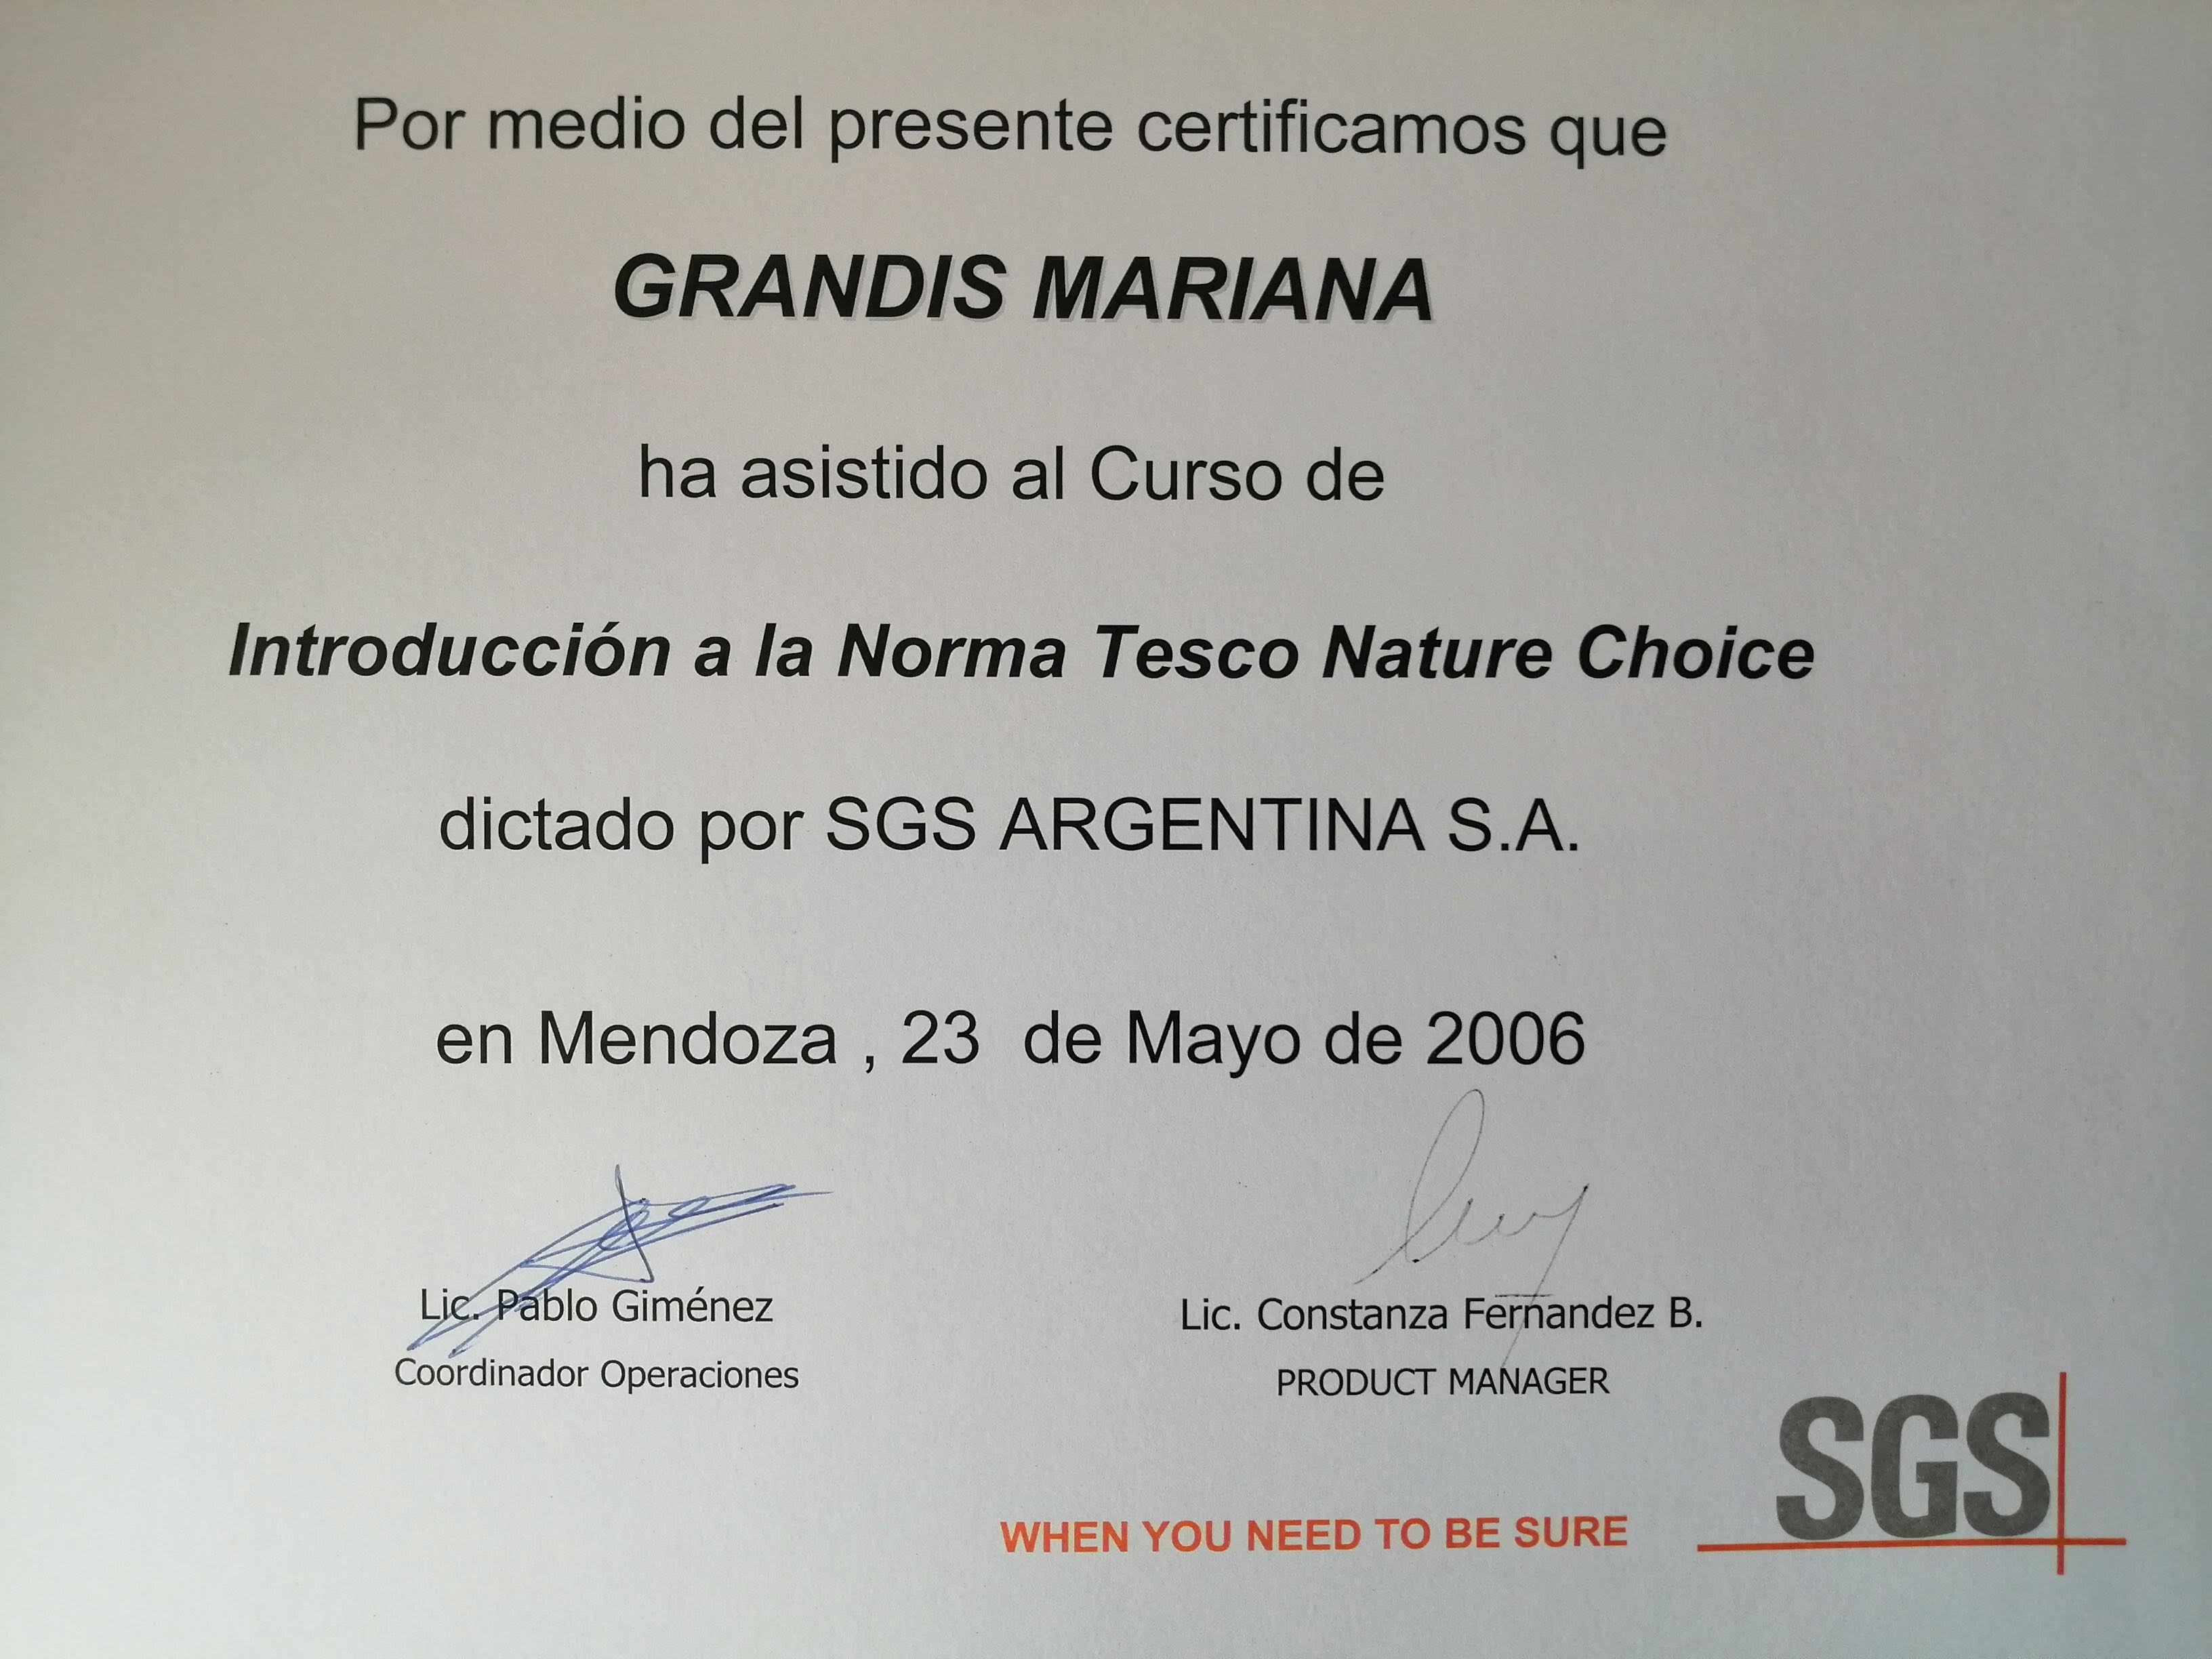 Por medio del presente certificamos que
GRANDIS MARIANA
ha asistido al Curso de
Introducción a la Norma Tesco Nature Choice
dictado por SGS ARGENTINA S.A.
en Mendoza , 23 de Mayo de 2006
Lic. Pablo Giménez
Coordinador Operaciones
Lic. Constanza Fernandez B.
PRODUCT MANAGER
WHEN YOU NEED TO BE SURE
SGS